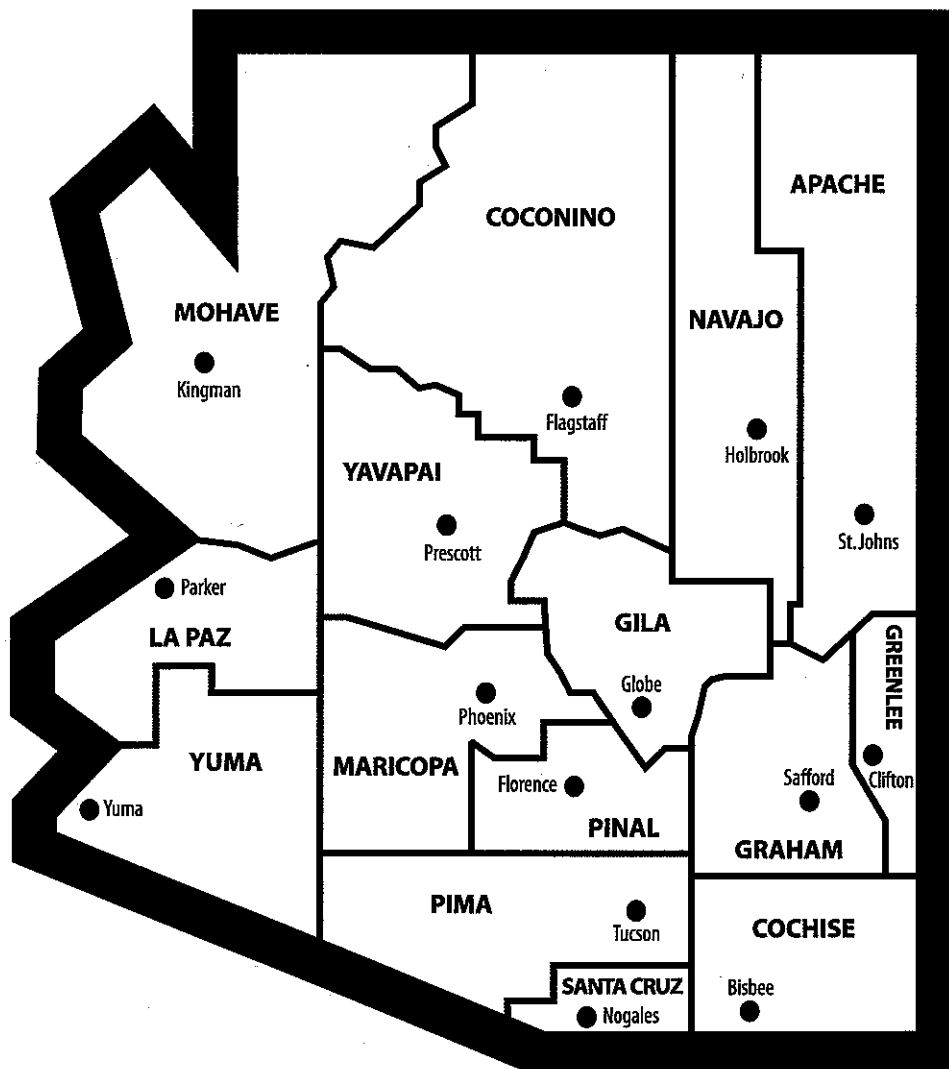 APACHE
COCONINO
MOHAVE
NAVAJO
Kingman
Flagstaff
Holbrook
YAVAPAI
St. Johns
Prescott
Parker
GILA
LA PAZ
GREENLEE
Globe
Phoenix
YUMA
MARICOPA
Safford
Clifton
Florence
Yuma
PINAL
GRAHAM
PIMA
Tucson
COCHISE
SANTA CRUZ
Bisbee
Nogales